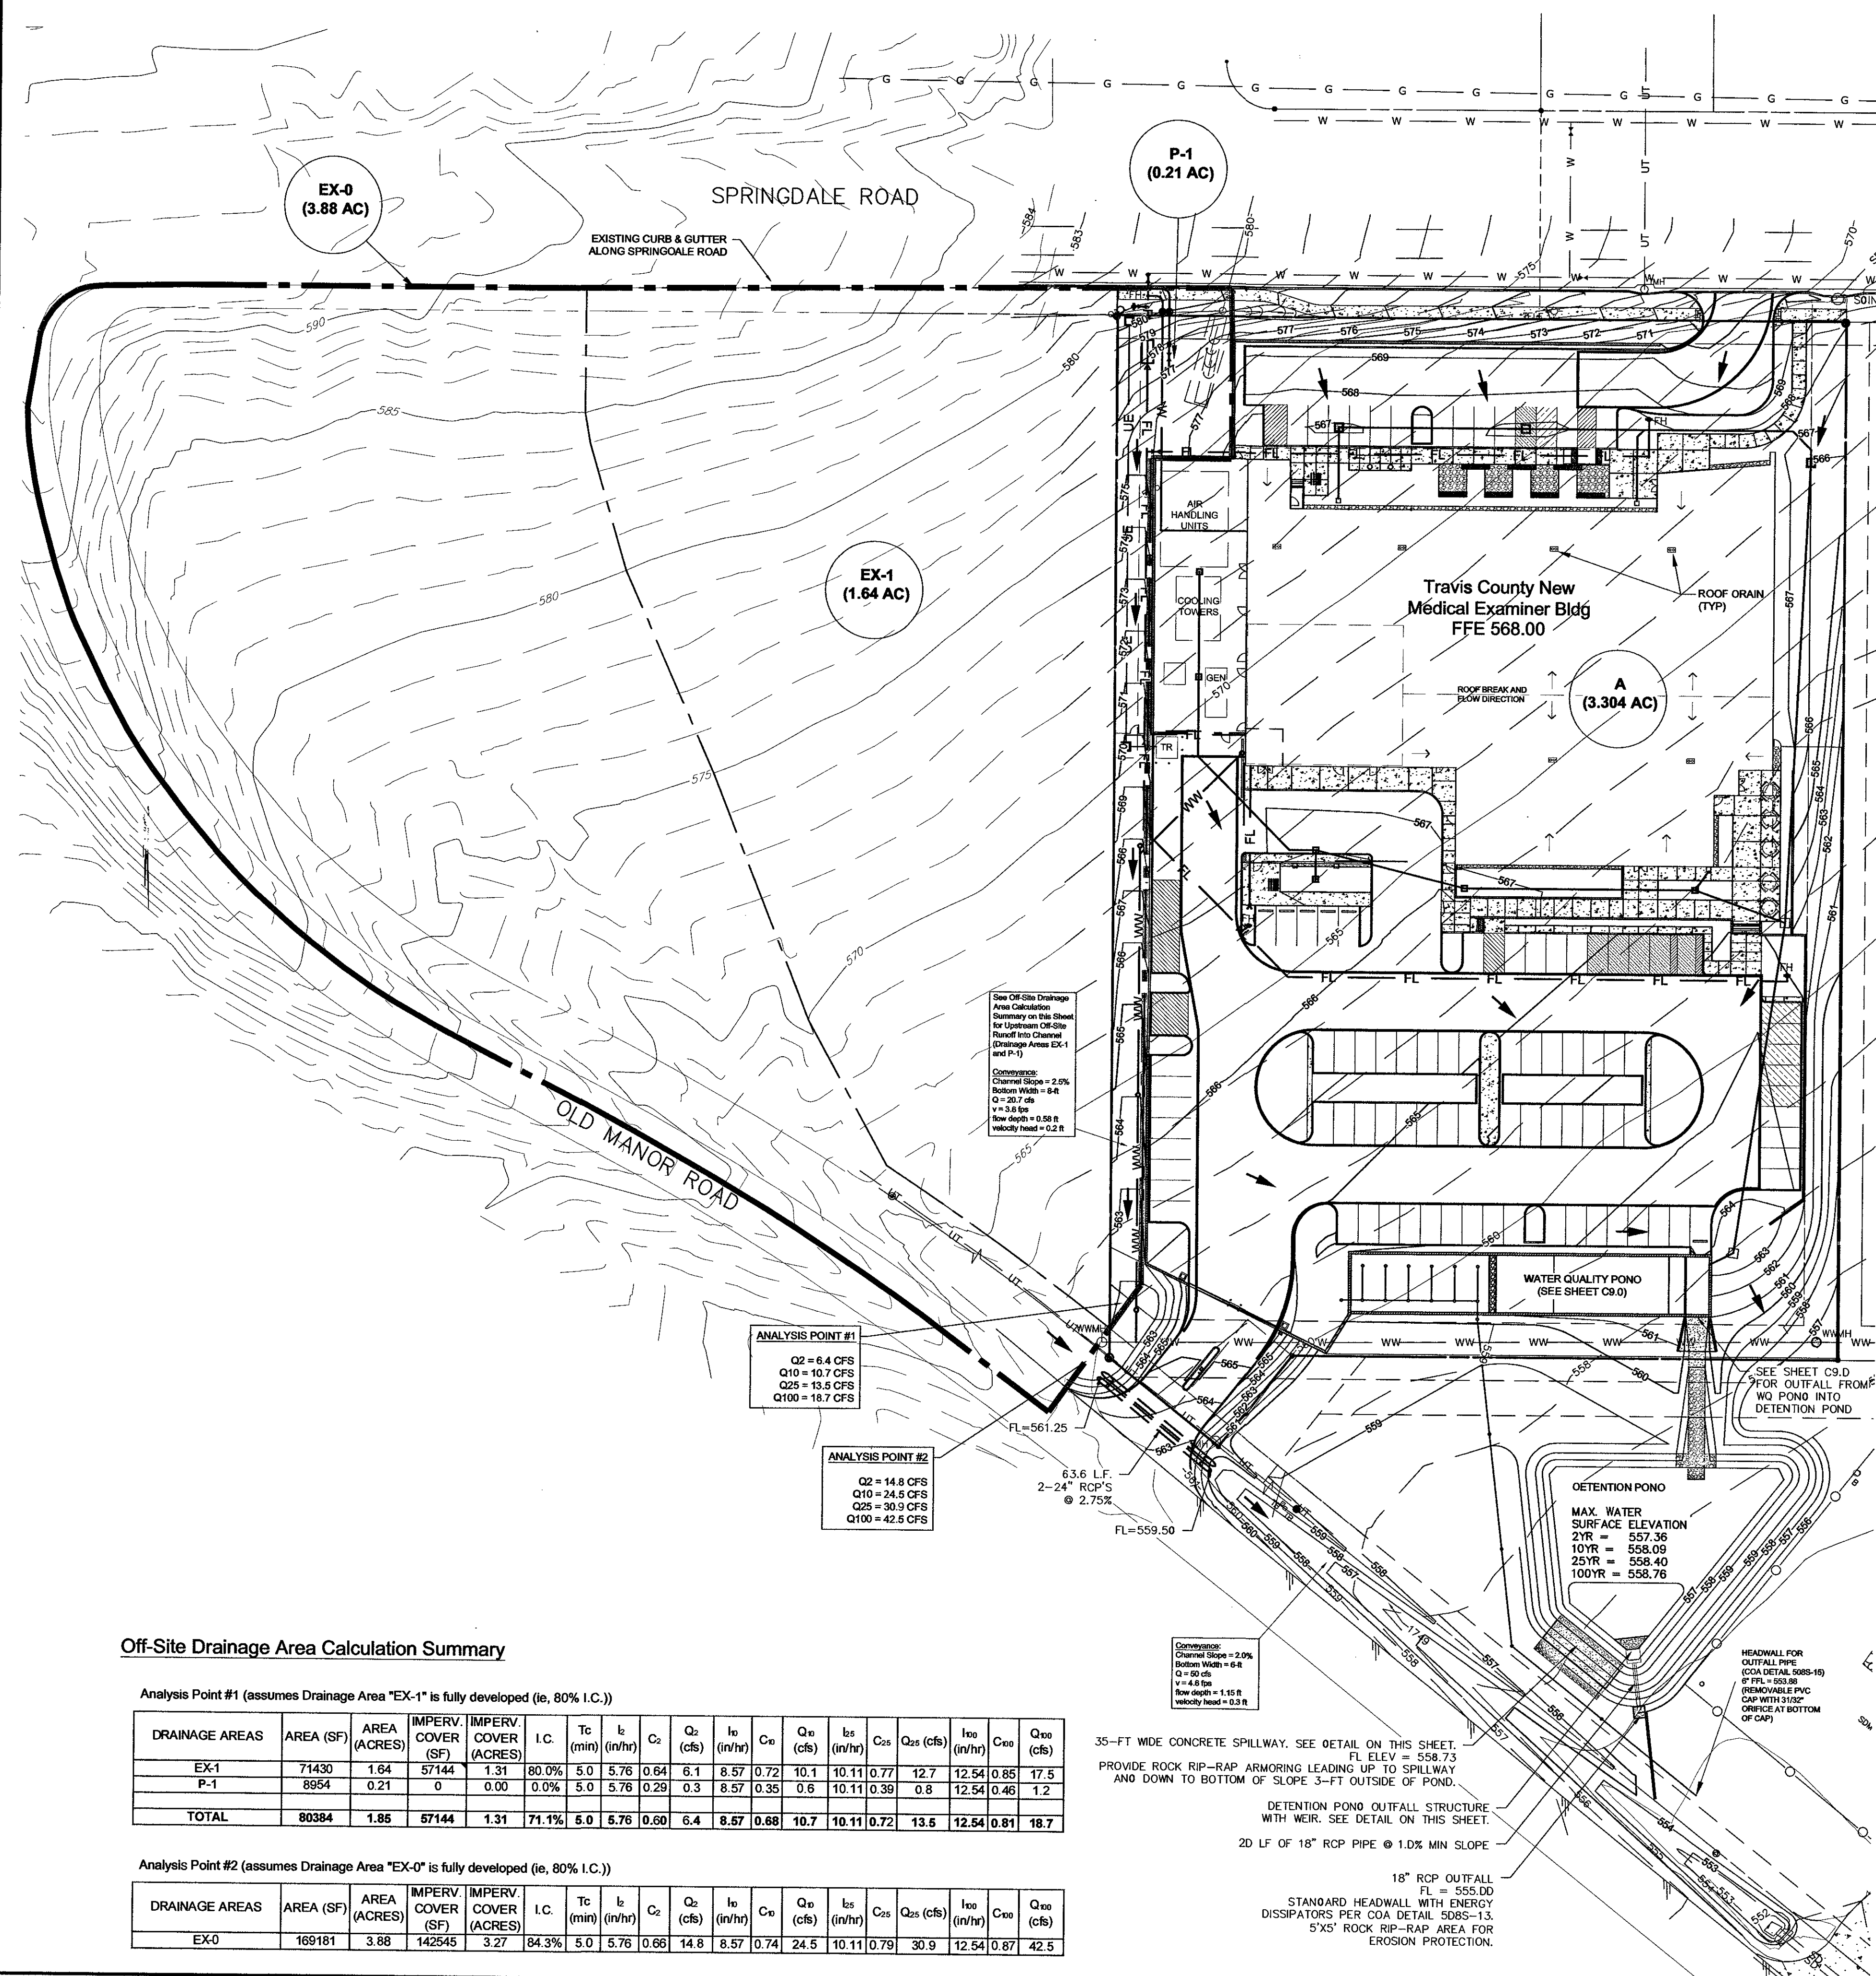 EX-0
(3.88 AC)
SPRINGDALE ROAD
EXISTING CURB & GUTTER
ALONG SPRINGOALE ROAD
P-1
(0.21 AC)
EX-1
(1.64 AC)
AIR
HANDLING
UNITS
COOLING
TOWERS
GEN
TR
Travis County New
Medical Examiner Bldg
FFE 568.00
ROOF ORAIN
(TYP)
ROOF BREAK AND
FLOW DIRECTION
A
(3.304 AC)
See Off-Site Drainage
Area Calculation
Summary on this Sheet
for Upstream Off-Site
Runoff into Channel
(Drainage Areas EX-1
and P-1)
Conveyance:
Channel Slope = 2.5%
Bottom Width = 8-ft
Q = 20.7 cfs
v = 3.6 fps
flow depth = 0.58 ft
velocity head = 0.2 ft
OLD MANOR ROAD
WATER QUALITY PONO
(SEE SHEET C9.0)
ANALYSIS POINT #1
Q2 = 6.4 CFS
Q10 = 10.7 CFS
Q25 = 13.5 CFS
Q100 = 18.7 CFS
ANALYSIS POINT #2
Q2 = 14.8 CFS
Q10 = 24.5 CFS
Q25 = 30.9 CFS
Q100 = 42.5 CFS
FL=561.25
63.6 L.F.
2-24" RCP'S
@ 2.75%
FL=559.50
SEE SHEET C9.D
FOR OUTFALL FROM
WQ PONO INTO
DETENTION POND
OETENTION PONO
MAX. WATER
SURFACE ELEVATION
2YR = 557.36
10YR = 558.09
25YR = 558.40
100YR = 558.76
Conveyance:
Channel Slope = 2.0%
Bottom Width = 6-ft
Q = 50 cfs
v = 4.6 fps
flow depth = 1.15 ft
velocity head = 0.3 ft
HEADWALL FOR
OUTFALL PIPE
(COA DETAIL 508S-15)
6" FFL = 553.88
(REMOVABLE PVC
CAP WITH 31/32"
ORIFICE AT BOTTOM
OF CAP)
35-FT WIDE CONCRETE SPILLWAY. SEE OETAIL ON THIS SHEET.
FL ELEV = 558.73
PROVIDE ROCK RIP-RAP ARMORING LEADING UP TO SPILLWAY
ANO DOWN TO BOTTOM OF SLOPE 3-FT OUTSIDE OF POND.
DETENTION PONO OUTFALL STRUCTURE
WITH WEIR. SEE DETAIL ON THIS SHEET.
2D LF OF 18" RCP PIPE @ 1.D% MIN SLOPE
18" RCP OUTFALL
FL = 555.DD
STANOARD HEADWALL WITH ENERGY
DISSIPATORS PER COA DETAIL 5D8S-13.
5'X5' ROCK RIP-RAP AREA FOR
EROSION PROTECTION.
Off-Site Drainage Area Calculation Summary
Analysis Point #1 (assumes Drainage Area "EX-1" is fully developed (ie, 80% I.C.))
DRAINAGE AREAS AREA (SF) AREA (ACRES) IMPERV. COVER (SF) IMPERV. COVER (ACRES) I.C. Tc (min) I2 (in/hr) C2 Q2 (cfs) I10 (in/hr) C10 Q10 (cfs) I25 (in/hr) C25 Q25 (cfs) I100 (in/hr) C100 Q100 (cfs)
EX-1 71430 1.64 57144 1.31 80.0% 5.0 5.76 0.64 6.1 8.57 0.72 10.1 10.11 0.77 12.7 12.54 0.85 17.5
P-1 8954 0.21 0 0.00 0.0% 5.0 5.76 0.29 0.3 8.57 0.35 0.6 10.11 0.39 0.8 12.54 0.46 1.2
TOTAL 80384 1.85 57144 1.31 71.1% 5.0 5.76 0.60 6.4 8.57 0.68 10.7 10.11 0.72 13.5 12.54 0.81 18.7
Analysis Point #2 (assumes Drainage Area "EX-0" is fully developed (ie, 80% I.C.))
DRAINAGE AREAS AREA (SF) AREA (ACRES) IMPERV. COVER (SF) IMPERV. COVER (ACRES) I.C. Tc (min) I2 (in/hr) C2 Q2 (cfs) I10 (in/hr) C10 Q10 (cfs) I25 (in/hr) C25 Q25 (cfs) I100 (in/hr) C100 Q100 (cfs)
EX-0 169181 3.88 142545 3.27 84.3% 5.0 5.76 0.66 14.8 8.57 0.74 24.5 10.11 0.79 30.9 12.54 0.87 42.5